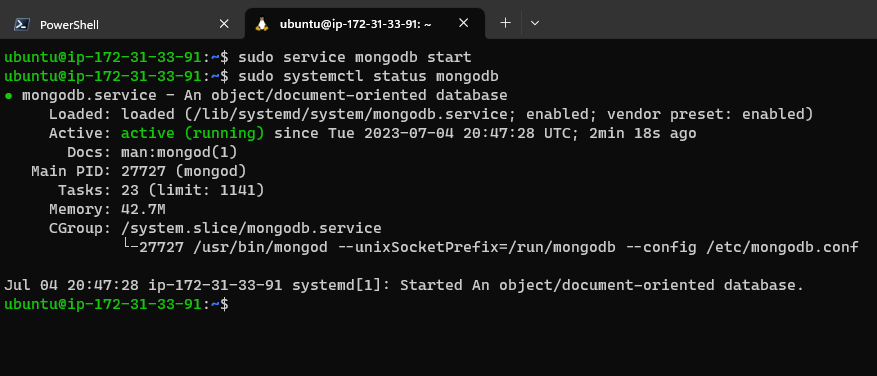 PowerShell
ubuntu@ip-172-31-33-91: ~
ubuntu@ip-172-31-33-91:~$ sudo service mongodb start
ubuntu@ip-172-31-33-91:~$ sudo systemctl status mongodb
● mongodb.service - An object/document-oriented database
     Loaded: loaded (/lib/systemd/system/mongodb.service; enabled; vendor preset: enabled)
     Active: active (running) since Tue 2023-07-04 20:47:28 UTC; 2min 18s ago
       Docs: man:mongod(1)
   Main PID: 27727 (mongod)
      Tasks: 23 (limit: 1141)
     Memory: 42.7M
     CGroup: /system.slice/mongodb.service
             └─27727 /usr/bin/mongod --unixSocketPrefix=/run/mongodb --config /etc/mongodb.conf
Jul 04 20:47:28 ip-172-31-33-91 systemd[1]: Started An object/document-oriented database.
ubuntu@ip-172-31-33-91:~$